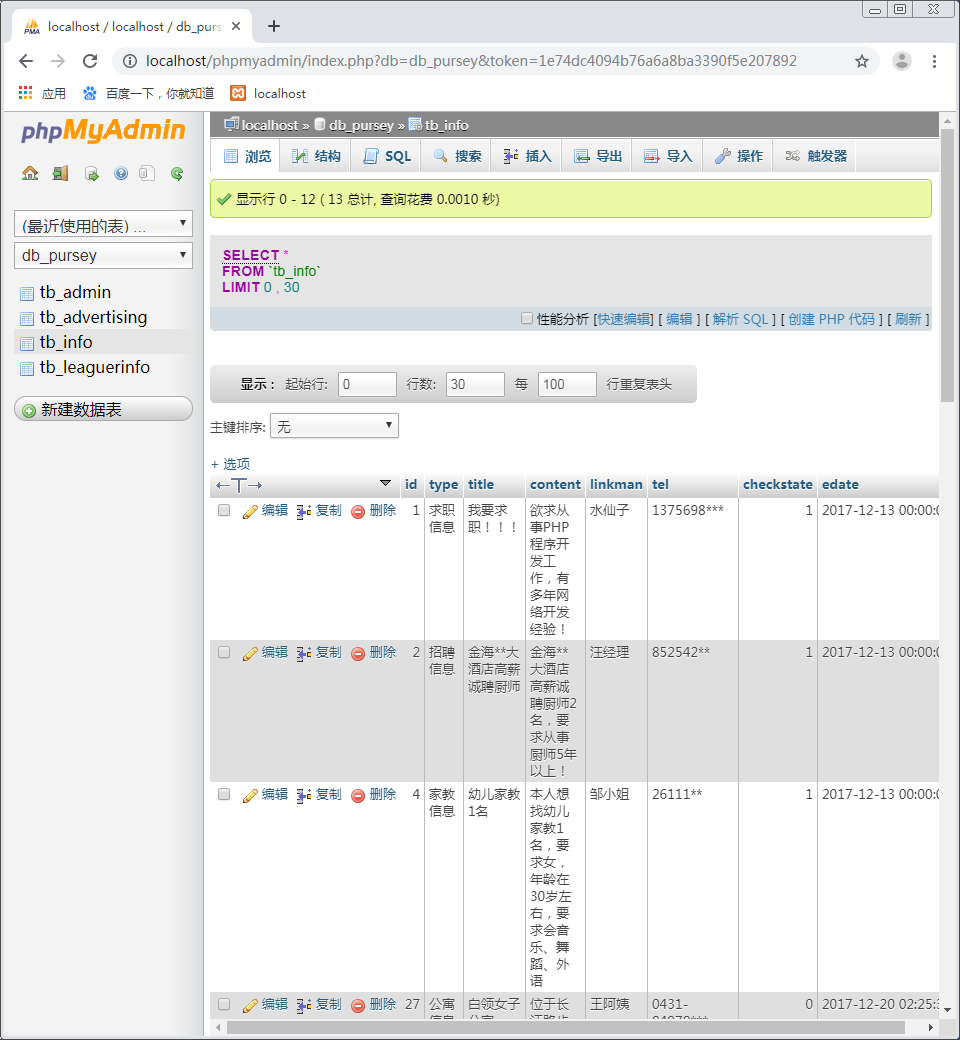 localhost / localhost / db_purs
localhost/phpmyadmin/index.php?db=db_pursey&token=1e74dc4094b76a6a8ba3390f5e207892
应用 百度一下，你就知道 localhost
phpMyAdmin
(最近使用的表) ...
db_pursey
tb_admin
tb_advertising
tb_info
tb_leaguerinfo
新建数据表
localhost » db_pursey » tb_info
浏览 结构 SQL 搜索 插入 导出 导入 操作 触发器
显示行 0 - 12 ( 13 总计, 查询花费 0.0010 秒)
SELECT *
FROM `tb_info`
LIMIT 0 , 30
性能分析 [快速编辑] [ 编辑 ] [ 解析 SQL ] [ 创建 PHP 代码 ] [ 刷新 ]
显示 : 起始行: 0 行数: 30 每 100 行重复表头
主键排序: 无
+ 选项
←T→ id type title content linkman tel checkstate edate
编辑 复制 删除 1 求职 我要求 欲求从 水仙子 1375698*** 1 2017-12-13 00:00:0
信息 职！！！ 事PHP
程序开
发工
作，有
多年网
络开发
经验！
编辑 复制 删除 2 招聘 金海**大 金海** 汪经理 852542** 1 2017-12-13 00:00:0
信息 酒店高薪 大酒店
诚聘厨师 高薪诚
聘厨师2
名，要
求从事
厨师5年
以上！
编辑 复制 删除 4 家教 幼儿家教 本人想 邹小姐 26111** 1 2017-12-13 00:00:0
信息 1名 找幼儿
家教1
名，要
求女，
年龄在
30岁左
右，要
求会音
乐、舞
蹈、外
语
编辑 复制 删除 27 公寓 白领女子 位于长 王阿姨 0431- 0 2017-12-20 02:25:3